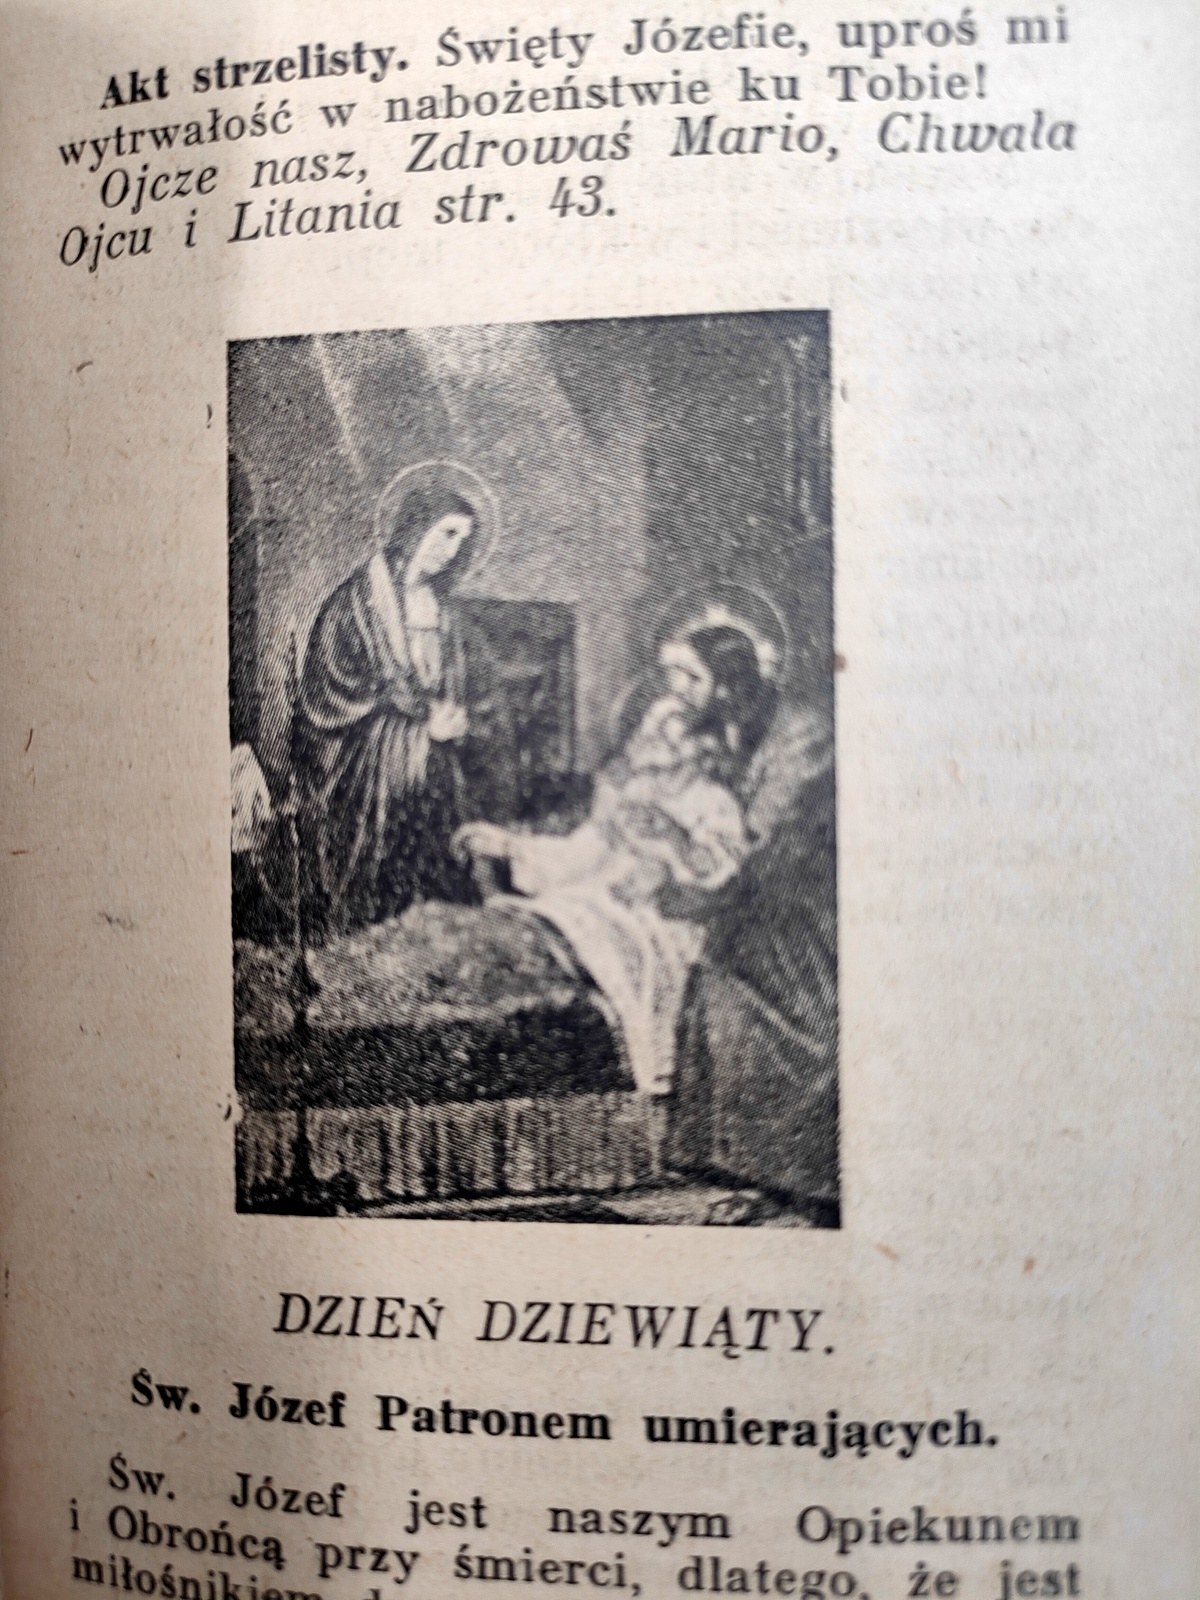 Akt strzelisty. Święty Józefie, uproś mi
wytrwałość w nabożeństwie ku Tobie!
Ojcze nasz, Zdrowaś Mario, Chwała
Ojcu i Litania str. 43.
DZIEŃ DZIEWIĄTY.
Św. Józef Patronem umierających.
Św. Józef jest naszym Opiekunem
i Obrońcą przy śmierci, dlatego, że jest
miłośnikiem